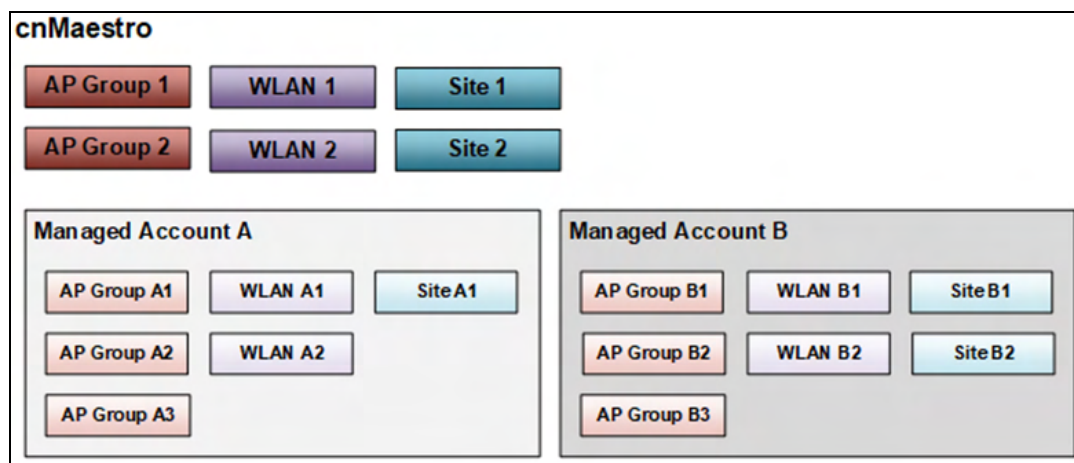 cnMaestro
AP Group 1 WLAN 1 Site 1
AP Group 2 WLAN 2 Site 2
Managed Account A Managed Account B
AP Group A1 WLAN A1 Site A1 AP Group B1 WLAN B1 Site B1
AP Group A2 WLAN A2 AP Group B2 WLAN B2 Site B2
AP Group A3 AP Group B3